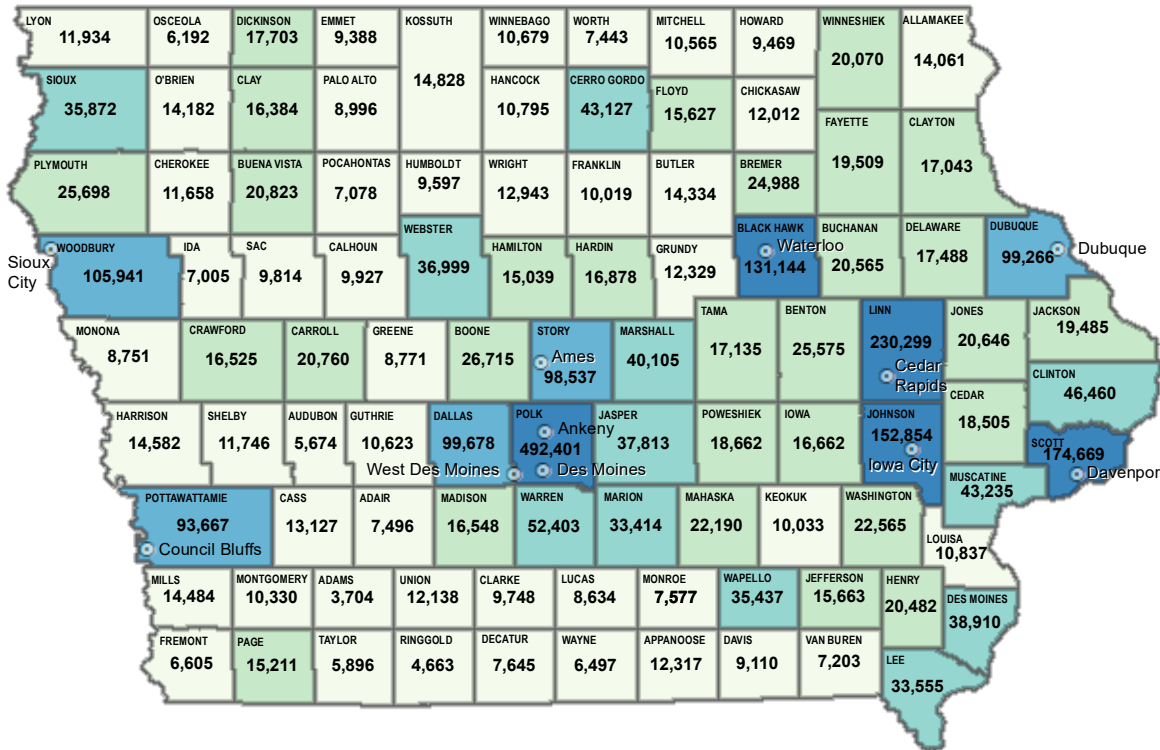 LYON
11,934
OSCEOLA
6,192
DICKINSON
17,703
EMMET
9,388
KOSSUTH
14,828
WINNEBAGO
10,679
WORTH
7,443
MITCHELL
10,565
HOWARD
9,469
WINNESHIEK
20,070
ALLAMAKEE
14,061
SIOUX
35,872
O'BRIEN
14,182
CLAY
16,384
PALO ALTO
8,996
HANCOCK
10,795
CERRO GORDO
43,127
FLOYD
15,627
CHICKASAW
12,012
FAYETTE
19,509
CLAYTON
17,043
PLYMOUTH
25,698
CHEROKEE
11,658
BUENA VISTA
20,823
POCAHONTAS
7,078
HUMBOLDT
9,597
WRIGHT
12,943
FRANKLIN
10,019
BUTLER
14,334
BREMER
24,988
Sioux
City
WOODBURY
105,941
IDA
7,005
SAC
9,814
CALHOUN
9,927
WEBSTER
36,999
HAMILTON
15,039
HARDIN
16,878
GRUNDY
12,329
BLACK HAWK
Waterloo
131,144
BUCHANAN
20,565
DELAWARE
17,488
DUBUQUE
99,266
Dubuque
MONONA
8,751
CRAWFORD
16,525
CARROLL
20,760
GREENE
8,771
BOONE
26,715
STORY
Ames
98,537
MARSHALL
40,105
TAMA
17,135
BENTON
25,575
LINN
230,299
Cedar
Rapids
JONES
20,646
JACKSON
19,485
CLINTON
46,460
CEDAR
18,505
HARRISON
14,582
SHELBY
11,746
AUDUBON
5,674
GUTHRIE
10,623
DALLAS
99,678
West Des Moines
POLK
Ankeny
492,401
Des Moines
JASPER
37,813
POWESHIEK
18,662
IOWA
16,662
JOHNSON
152,854
Iowa City
SCOTT
174,669
Davenpor
MUSCATINE
43,235
POTTAWATTAMIE
93,667
Council Bluffs
CASS
13,127
ADAIR
7,496
MADISON
16,548
WARREN
52,403
MARION
33,414
MAHASKA
22,190
KEOKUK
10,033
WASHINGTON
22,565
LOUISA
10,837
MILLS
14,484
MONTGOMERY
10,330
ADAMS
3,704
UNION
12,138
CLARKE
9,748
LUCAS
8,634
MONROE
7,577
WAPELLO
35,437
JEFFERSON
15,663
HENRY
20,482
DES MOINES
38,910
FREMONT
6,605
PAGE
15,211
TAYLOR
5,896
RINGGOLD
4,663
DECATUR
7,645
WAYNE
6,497
APPANOOSE
12,317
DAVIS
9,110
VAN BUREN
7,203
LEE
33,555